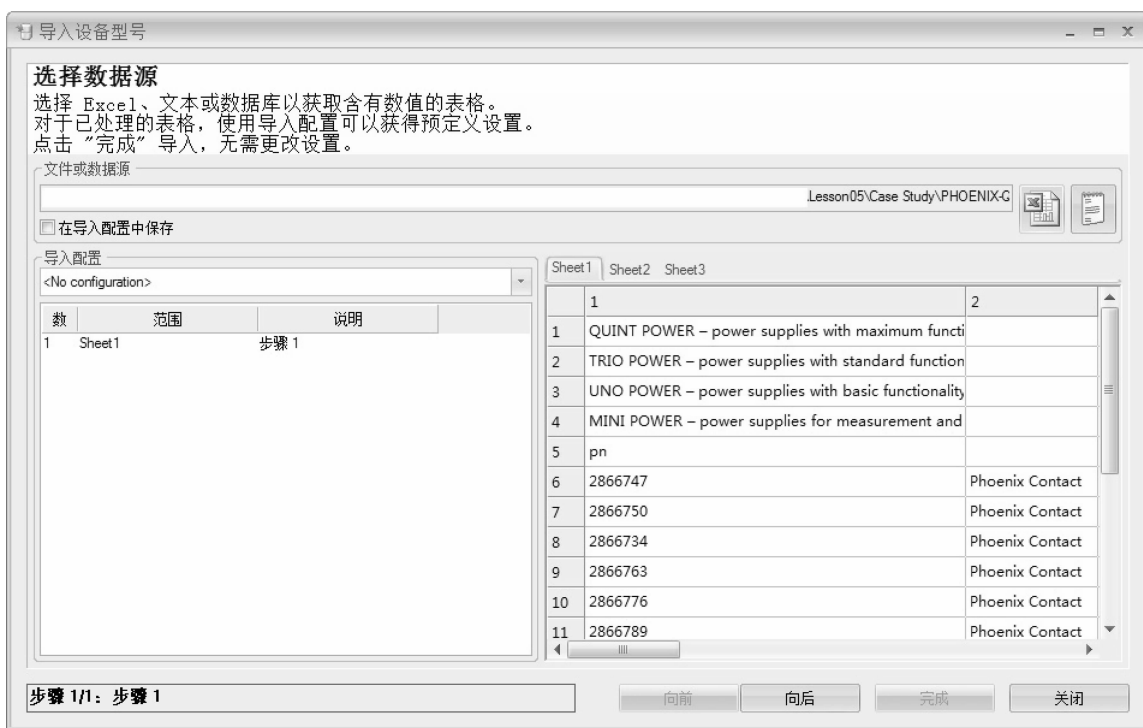 导入设备型号
选择数据源
选择 Excel、文本或数据库以获取含有数值的表格。
对于已处理的表格，使用导入配置可以获得预定义设置。
点击 "完成" 导入，无需更改设置。
文件或数据源
.Lesson05\Case Study\PHOENIX-G
在导入配置中保存
导入配置
<No configuration>
数 范围 说明
1 Sheet1 步骤 1
Sheet1 Sheet2 Sheet3
1 2
1 QUINT POWER – power supplies with maximum functi
2 TRIO POWER – power supplies with standard function
3 UNO POWER – power supplies with basic functionality
4 MINI POWER – power supplies for measurement and
5 pn
6 2866747 Phoenix Contact
7 2866750 Phoenix Contact
8 2866734 Phoenix Contact
9 2866763 Phoenix Contact
10 2866776 Phoenix Contact
11 2866789 Phoenix Contact
步骤 1/1: 步骤 1
向前 向后 完成 关闭